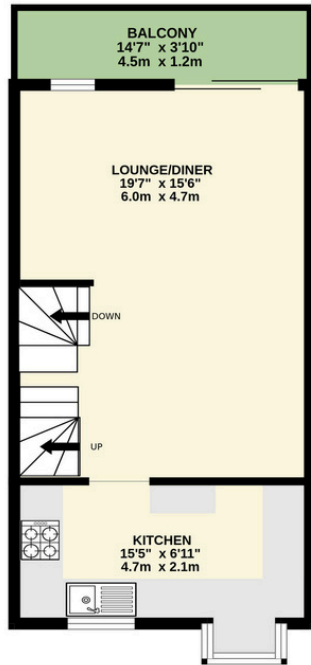 BALCONY
14'7" x 3'10"
4.5m x 1.2m
LOUNGE/DINER
19'7" x 15'6"
6.0m x 4.7m
DOWN
UP
KITCHEN
15'5" x 6'11"
4.7m x 2.1m